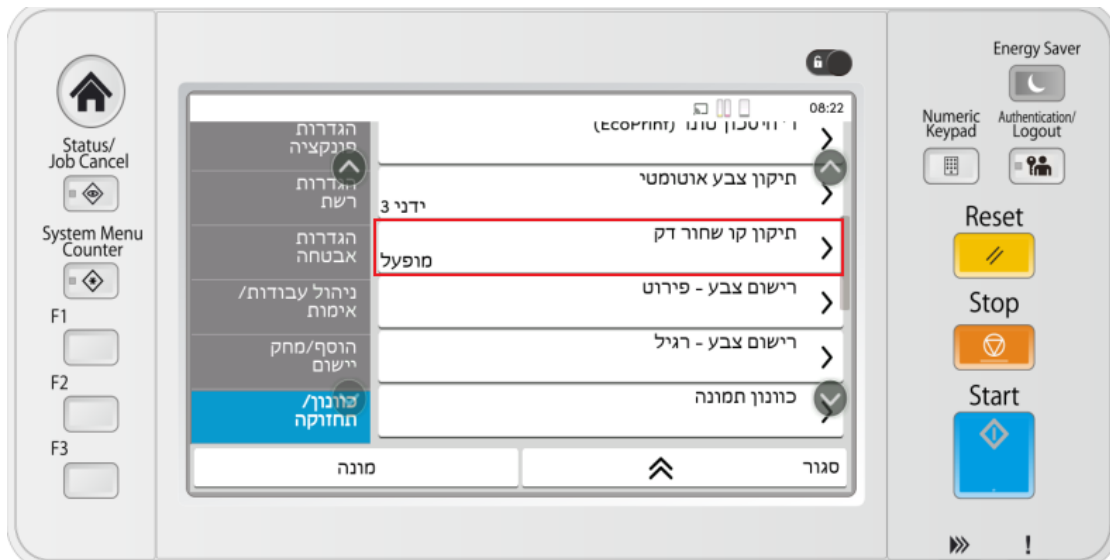 Energy Saver
08:22
Numeric
Keypad
Authentication/
Logout
Status/
Job Cancel
System Menu
Counter
F1
F2
F3
הגדרות
פונקציה
הגדרות
רשת
הגדרות
אבטחה
ניהול עבודות/
אימות
הוסף/מחק
יישום
כוונון/
תחזוקה
(EcoPrint)
תיקון צבע אוטומטי
ידני 3
תיקון קו שחור דק
מופעל
רישום צבע - פירוט
רישום צבע - רגיל
כוונון תמונה
מונה
סגור
Reset
Stop
Start
!